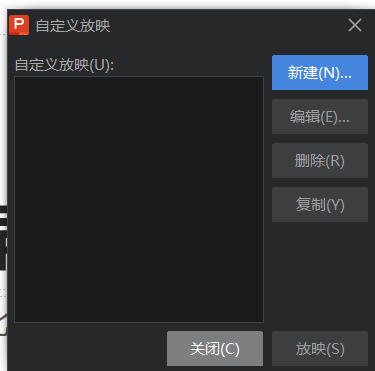 自定义放映
自定义放映(U):
新建(N)...
编辑(E)...
删除(R)
复制(Y)
关闭(C)
放映(S)